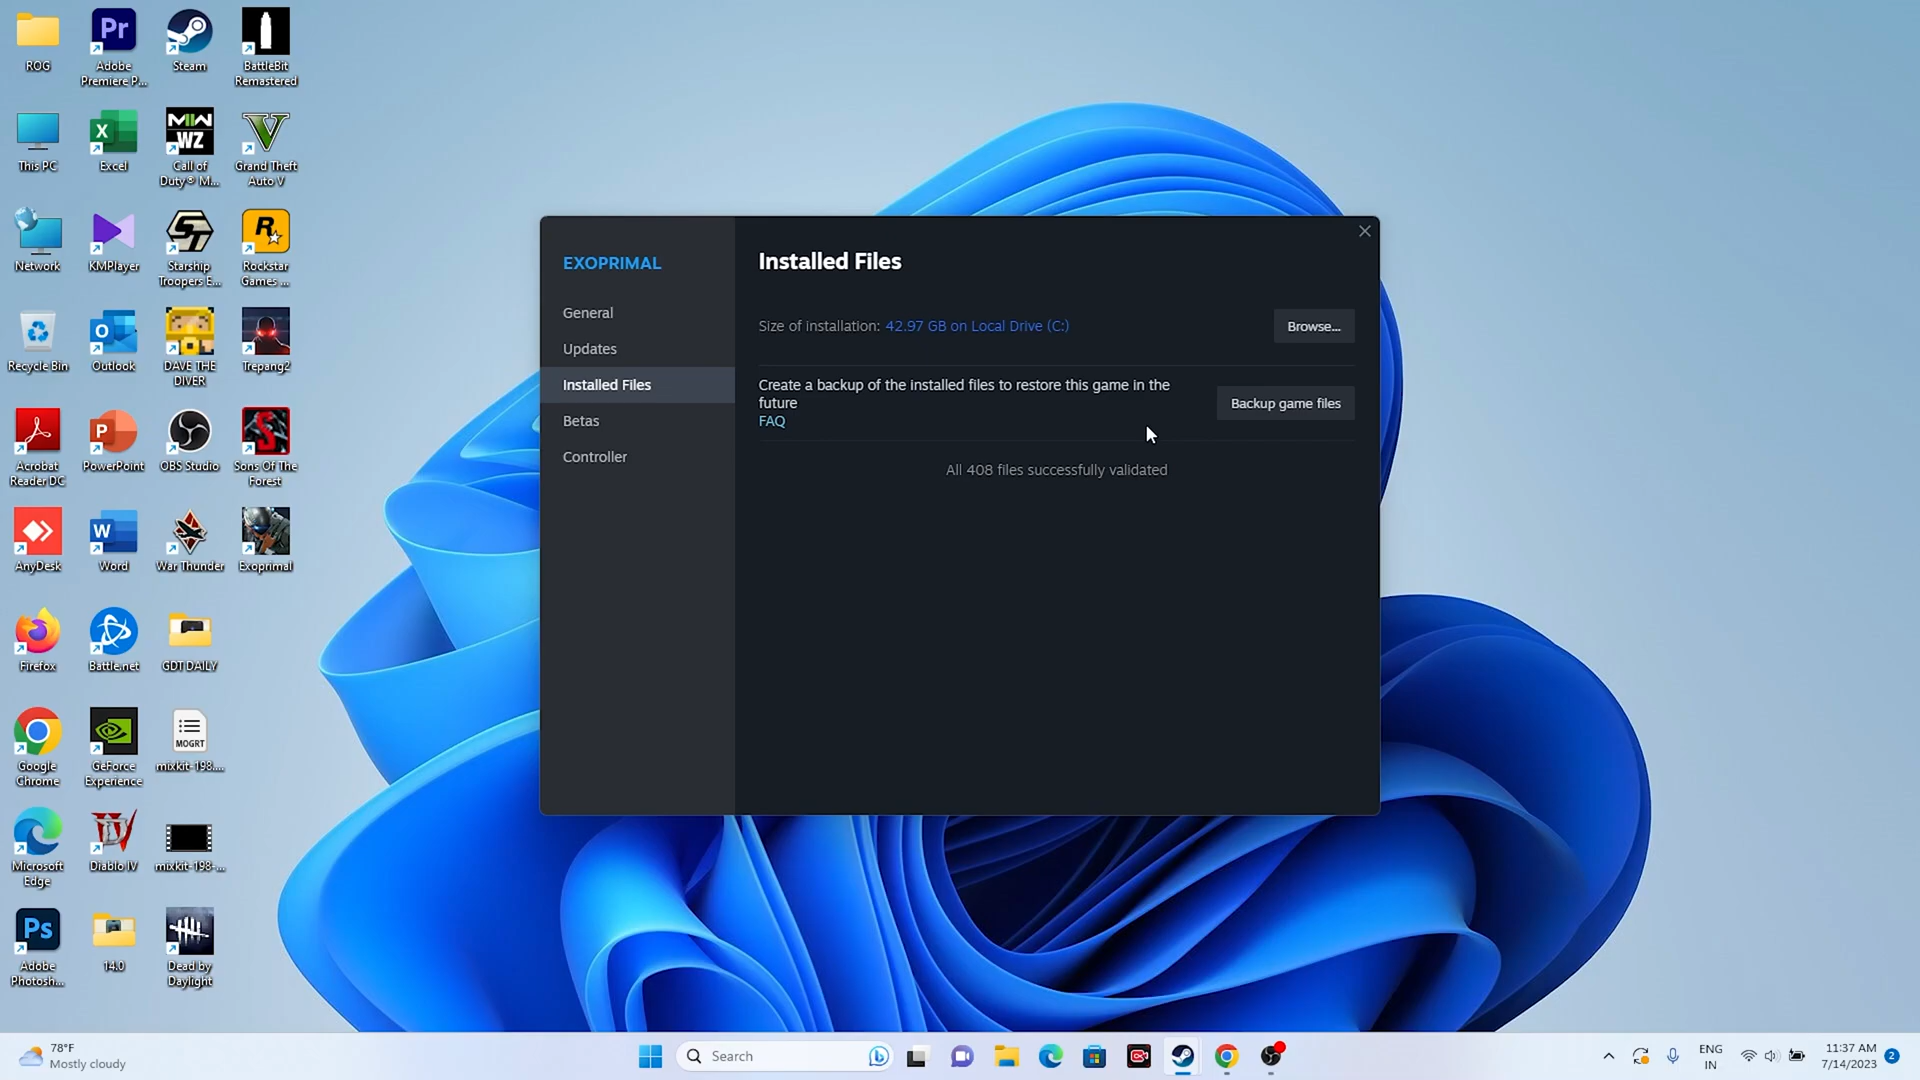 ROG
Adobe
Premiere P...
Steam
BattleBit
Remastered
This PC
Excel
Call of
Duty® M...
Grand Theft
Auto V
Network
KMPlayer
Starship
Troopers E...
Rockstar
Games ...
Recycle Bin
Outlook
DAVE THE
DIVER
Trepang2
Acrobat
Reader DC
PowerPoint
OBS Studio
Sons Of The
Forest
AnyDesk
Word
War Thunder
Exoprimal
Firefox
Battle.net
GDT DAILY
Google
Chrome
GeForce
Experience
MOGRT
mixkit-198....
Microsoft
Edge
Diablo IV
mixkit-198-...
Adobe
Photosh...
14.0
Dead by
Daylight
EXOPRIMAL
General
Updates
Installed Files
Betas
Controller
Installed Files
Size of installation: 42.97 GB on Local Drive (C:)
Browse...
Create a backup of the installed files to restore this game in the
future
FAQ
Backup game files
All 408 files successfully validated
78°F
Mostly cloudy
Search
ENG
IN
11:37 AM
7/14/2023
2